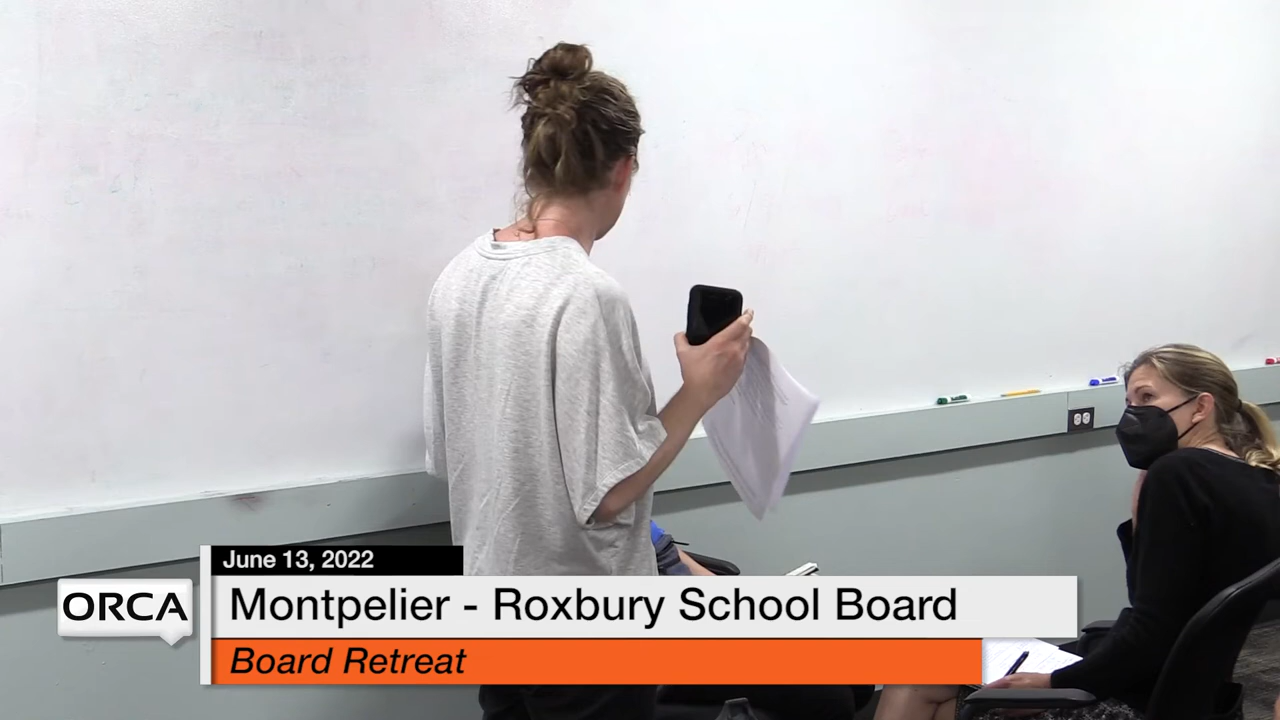 June 13, 2022
ORCA
Montpelier - Roxbury School Board
Board Retreat